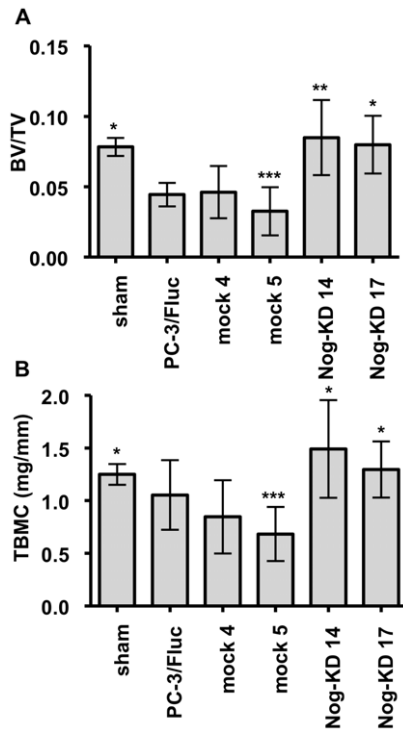 A
BV/TV
0.15
0.10
0.05
0.00
*
**
*
***
sham
PC-3/Fluc
mock 4
mock 5
Nog-KD 14
Nog-KD 17
B
TBMC (mg/mm)
2.0
1.5
1.0
0.5
0.0
*
***
*
*
sham
PC-3/Fluc
mock 4
mock 5
Nog-KD 14
Nog-KD 17